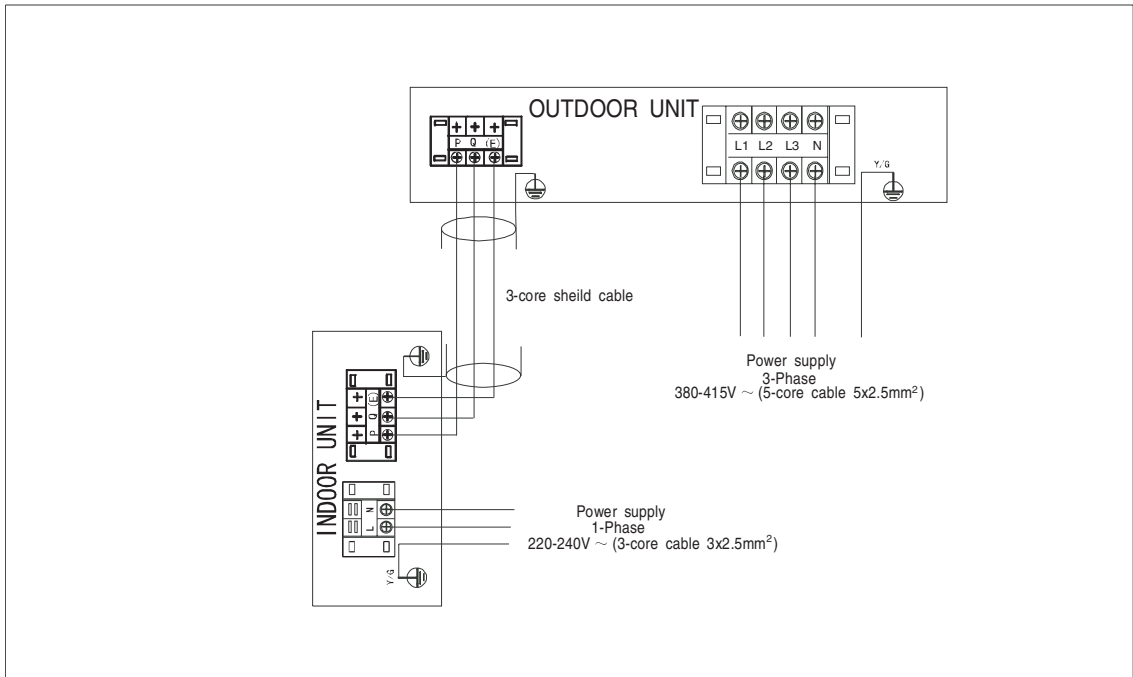 OUTDOOR UNIT
P Q (E)
L1 L2 L3 N
Y/G
3-core sheild cable
Power supply
3-Phase
380-415V ~ (5-core cable 5x2.5mm²)
INDOOR UNIT
P Q (E)
L N
Y/G
Power supply
1-Phase
220-240V ~ (3-core cable 3x2.5mm²)